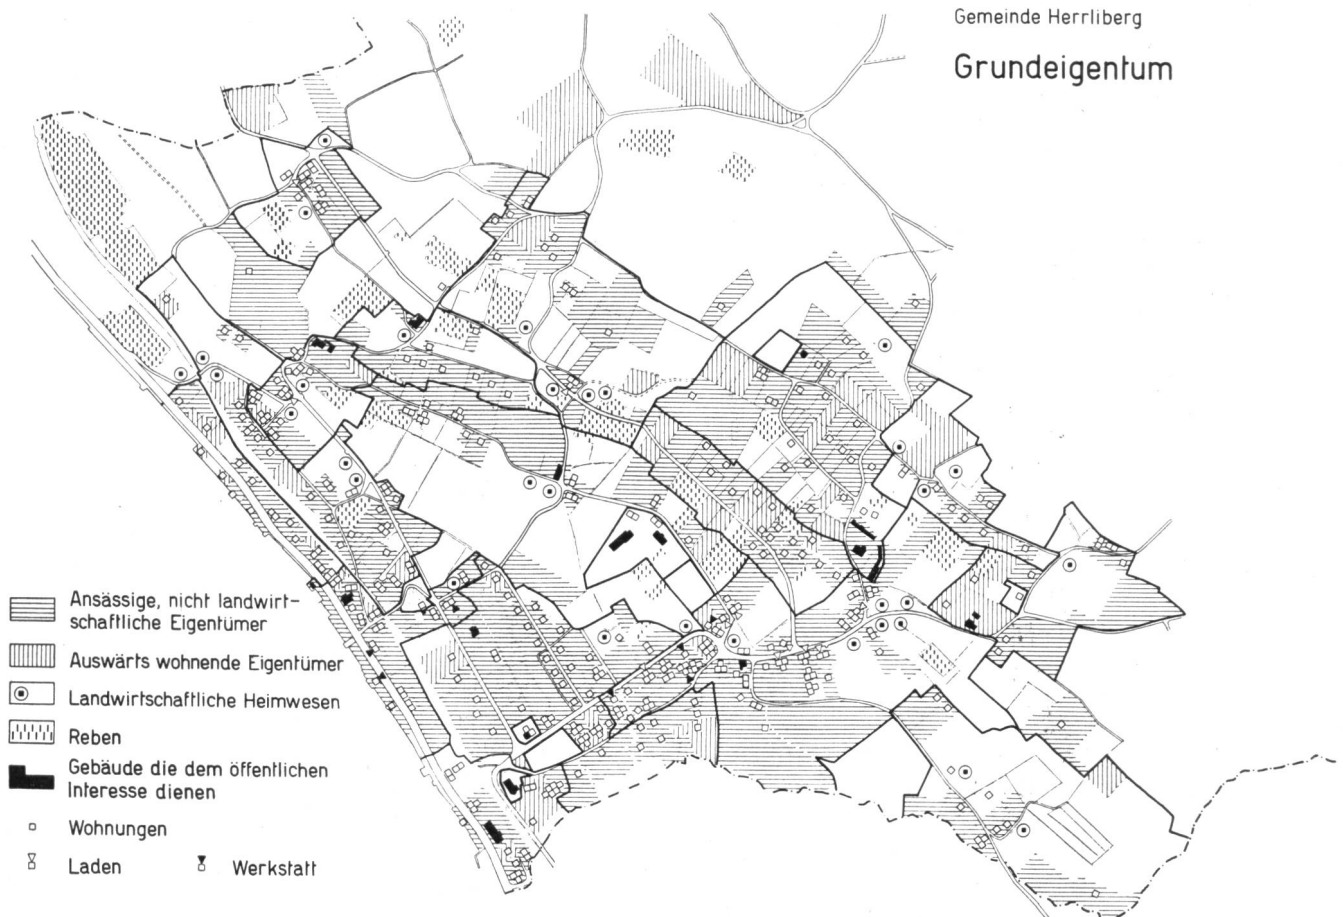 Gemeinde Herrliberg
Grundeigentum
Ansässige, nicht landwirt-
schaftliche Eigentümer
Auswärts wohnende Eigentümer
Landwirtschaftliche Heimwesen
Reben
Gebäude die dem öffentlichen
Interesse dienen
Wohnungen
Laden
Werkstatt